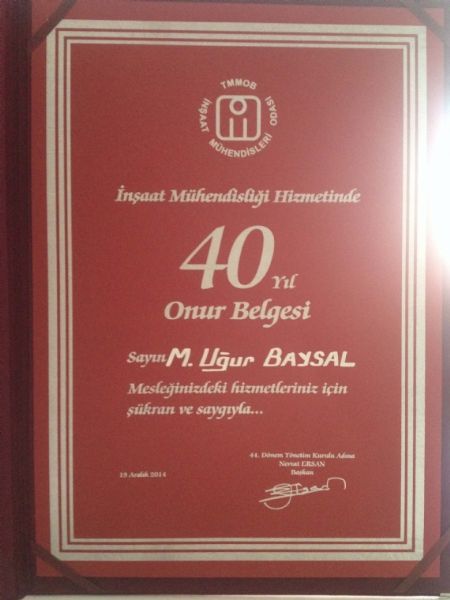 TMMOB
İNŞAAT MÜHENDİSLERİ ODASI
İnşaat Mühendisliği Hizmetinde
40 Yıl
Onur Belgesi
Sayın M. Uğur BAYSAL
Mesleğinizdeki hizmetleriniz için
şükran ve saygıyla...
44. Dönem Yönetim Kurulu Adına
Nevzat ERSAN
Başkan
19 Aralık 2014